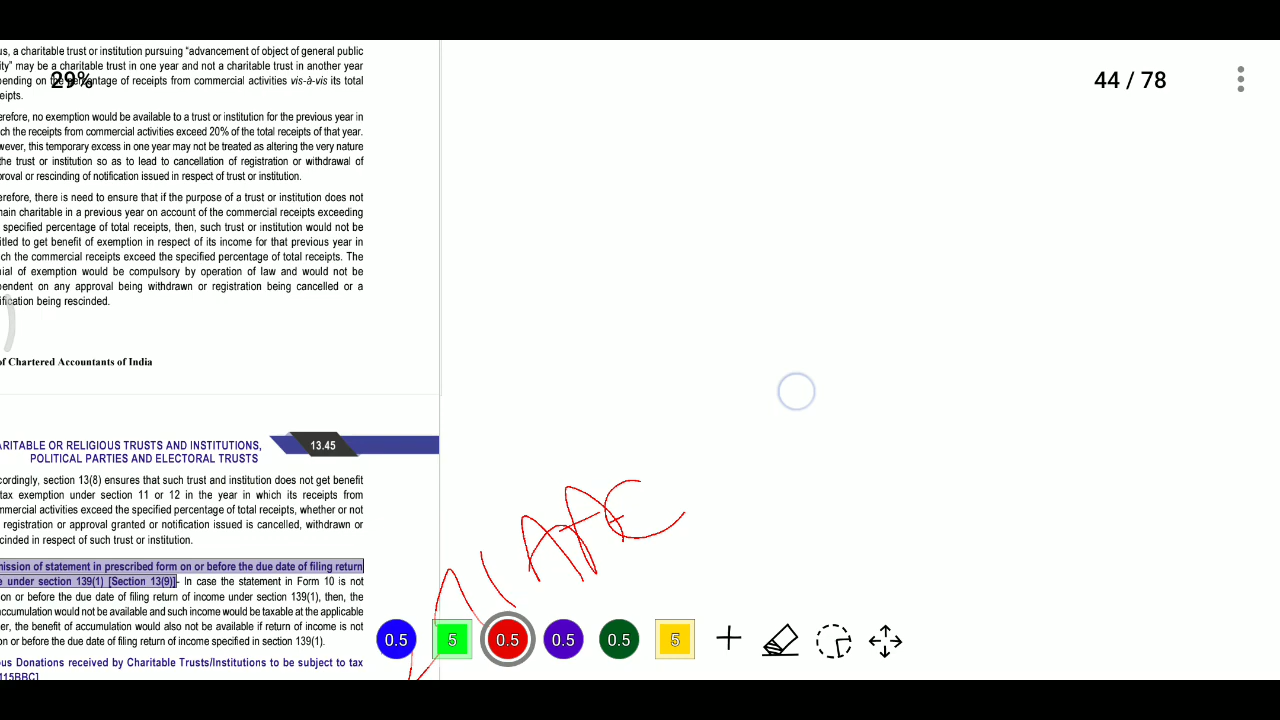 us, a charitable trust or institution pursuing "advancement of object of general public
ity" may be a charitable trust in one year and not a charitable trust in another year
pending on the percentage of receipts from commercial activities vis-à-vis its total
eipts.
29%
44 / 78
erefore, no exemption would be available to a trust or institution for the previous year in
ch the receipts from commercial activities exceed 20% of the total receipts of that year.
wever, this temporary excess in one year may not be treated as altering the very nature
the trust or institution so as to lead to cancellation of registration or withdrawal of
proval or rescinding of notification issued in respect of trust or institution.
erefore, there is need to ensure that if the purpose of a trust or institution does not
main charitable in a previous year on account of the commercial receipts exceeding
specified percentage of total receipts, then, such trust or institution would not be
itled to get benefit of exemption in respect of its income for that previous year in
ch the commercial receipts exceed the specified percentage of total receipts. The
nial of exemption would be compulsory by operation of law and would not be
pendent on any approval being withdrawn or registration being cancelled or a
ification being rescinded.
of Chartered Accountants of India
ARITABLE OR RELIGIOUS TRUSTS AND INSTITUTIONS,
POLITICAL PARTIES AND ELECTORAL TRUSTS
13.45
cordingly, section 13(8) ensures that such trust and institution does not get benefit
tax exemption under section 11 or 12 in the year in which its receipts from
mmercial activities exceed the specified percentage of total receipts, whether or not
registration or approval granted or notification issued is cancelled, withdrawn or
cinded in respect of such trust or institution.
mission of statement in prescribed form on or before the due date of filing return
e under section 139(1) [Section 13(9)]- In case the statement in Form 10 is not
on or before the due date of filing return of income under section 139(1), then, the
accumulation would not be available and such income would be taxable at the applicable
er, the benefit of accumulation would also not be available if return of income is not
on or before the due date of filing return of income specified in section 139(1).
us Donations received by Charitable Trusts/Institutions to be subject to tax
115BBC]
0.5 5 0.5 0.5 0.5 5